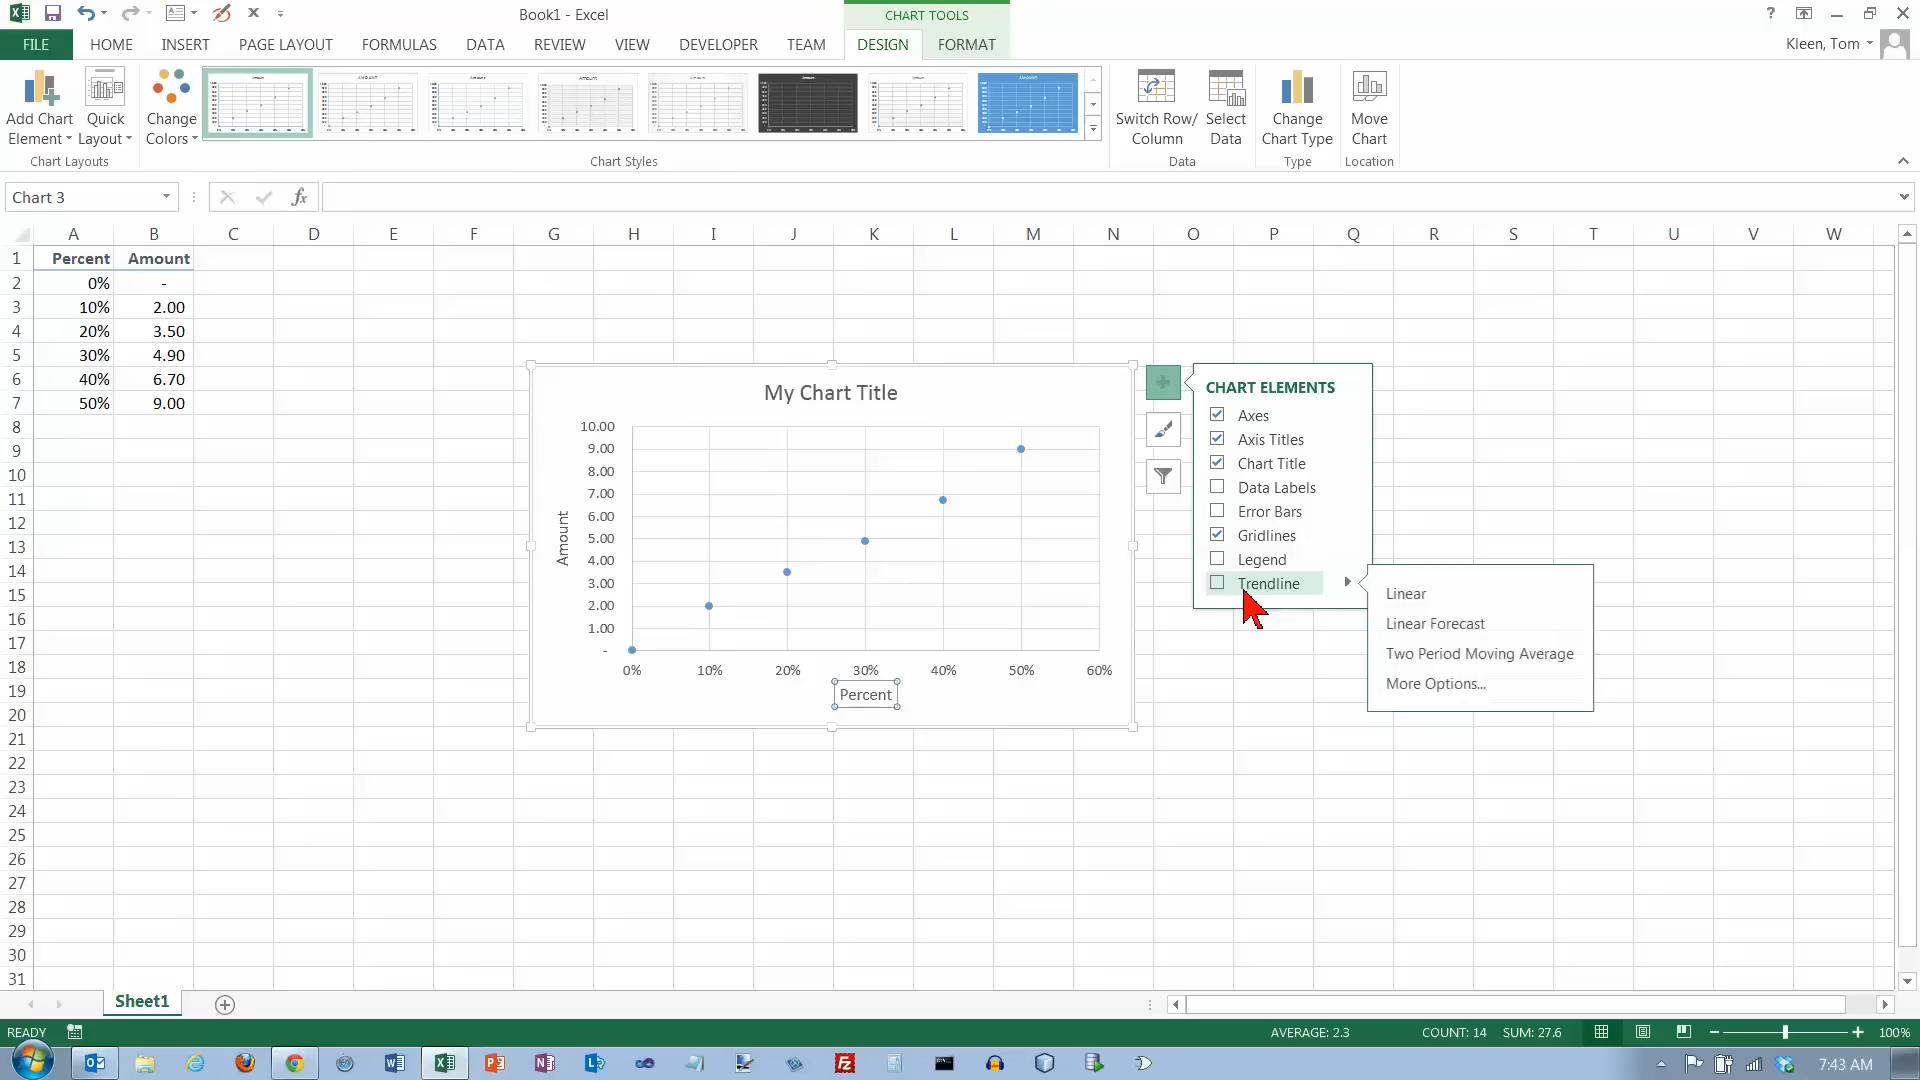 Book1 - Excel
CHART TOOLS
?
FILE HOME INSERT PAGE LAYOUT FORMULAS DATA REVIEW VIEW DEVELOPER TEAM DESIGN FORMAT
Kleen, Tom
Add Chart
Element
Quick
Layout
Change
Colors
Switch Row/
Column
Select
Data
Change
Chart Type
Move
Chart
Chart Layouts Chart Styles Data Type Location
Chart 3
fx
A B C D E F G H I J K L M N O P Q R S T U V W
1 Percent Amount
2 0% -
3 10% 2.00
4 20% 3.50
5 30% 4.90
6 40% 6.70
7 50% 9.00
8
9
10
11
12
13
14
15
16
17
18
19
20
21
22
23
24
25
26
27
28
29
30
31
My Chart Title
10.00
9.00
8.00
7.00
6.00
5.00
4.00
3.00
2.00
1.00
-
Amount
0% 10% 20% 30% 40% 50% 60%
Percent
CHART ELEMENTS
Axes
Axis Titles
Chart Title
Data Labels
Error Bars
Gridlines
Legend
Trendline
Linear
Linear Forecast
Two Period Moving Average
More Options...
Sheet1
READY
AVERAGE: 2.3 COUNT: 14 SUM: 27.6
100%
7:43 AM